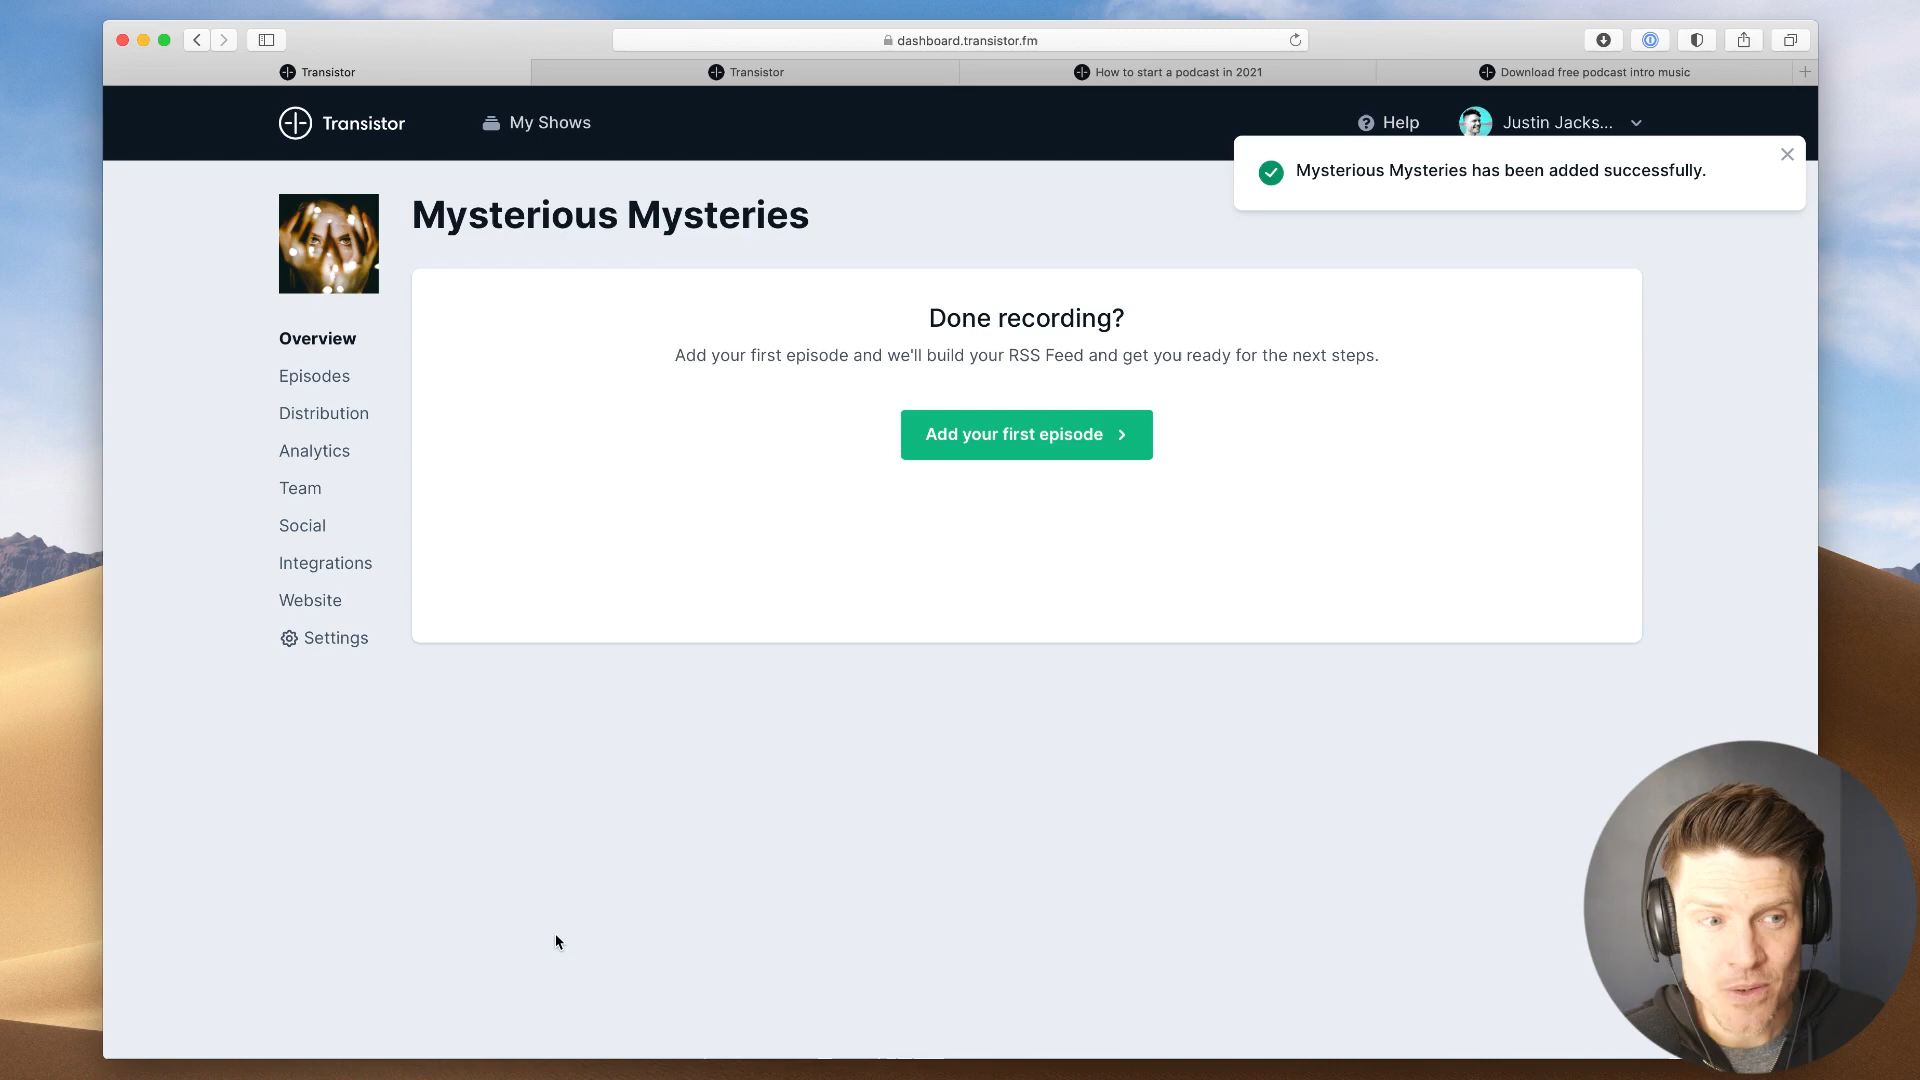 dashboard.transistor.fm
Transistor
Transistor
How to start a podcast in 2021
Download free podcast intro music
Transistor
My Shows
Help
Justin Jacks...
Mysterious Mysteries has been added successfully.
Mysterious Mysteries
Done recording?
Add your first episode and we'll build your RSS Feed and get you ready for the next steps.
Add your first episode
Overview
Episodes
Distribution
Analytics
Team
Social
Integrations
Website
Settings